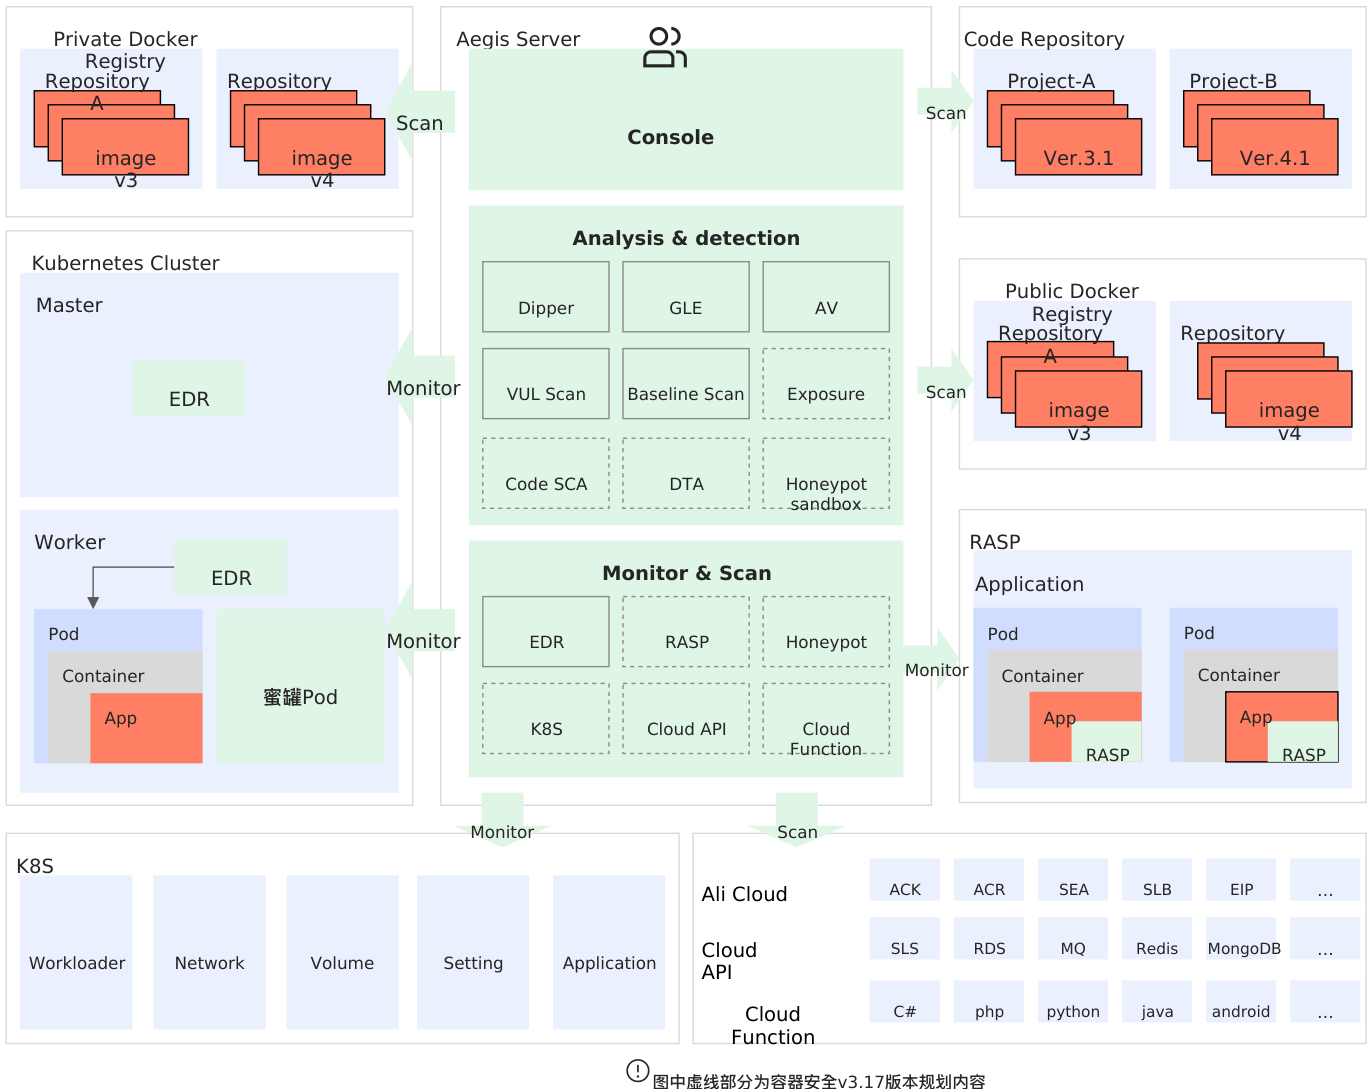 Private Docker
Registry
Repository
A
image
v3
Repository
image
v4
Scan
Aegis Server
Console
Scan
Code Repository
Project-A
Ver.3.1
Project-B
Ver.4.1
Kubernetes Cluster
Master
EDR
Monitor
Analysis & detection
Dipper
GLE
AV
VUL Scan
Baseline Scan
Exposure
Code SCA
DTA
Honeypot
sandbox
Scan
Public Docker
Registry
Repository
A
image
v3
Repository
image
v4
Worker
EDR
Pod
Container
App
蜜罐Pod
Monitor
Monitor & Scan
EDR
RASP
Honeypot
K8S
Cloud API
Cloud
Function
Monitor
RASP
Application
Pod
Container
App
RASP
Pod
Container
App
RASP
Monitor
Scan
K8S
Workloader
Network
Volume
Setting
Application
Ali Cloud
ACK
ACR
SEA
SLB
EIP
...
Cloud
API
SLS
RDS
MQ
Redis
MongoDB
...
Cloud
Function
C#
php
python
java
android
...
图中虚线部分为容器安全v3.17版本规划内容